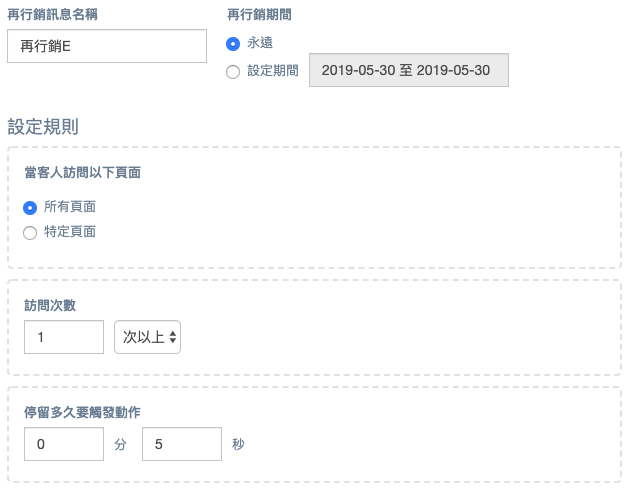 再行銷訊息名稱
再行銷E
再行銷期間
永遠
設定期間 2019-05-30 至 2019-05-30
設定規則
當客人訪問以下頁面
所有頁面
特定頁面
訪問次數
1 次以上
停留多久要觸發動作
0 分 5 秒